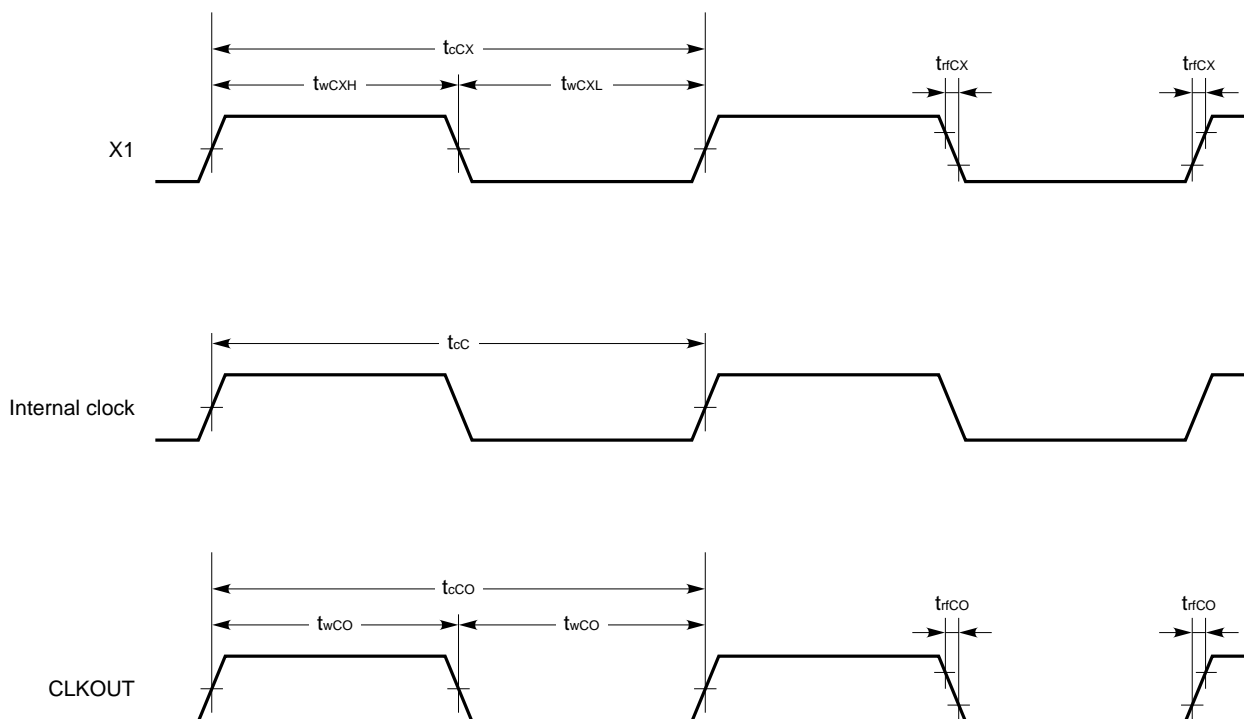 tcCX
twCXH twCXL trfCX trfCX
X1
tcC
Internal clock
tcCO
twCO twCO trfCO trfCO
CLKOUT